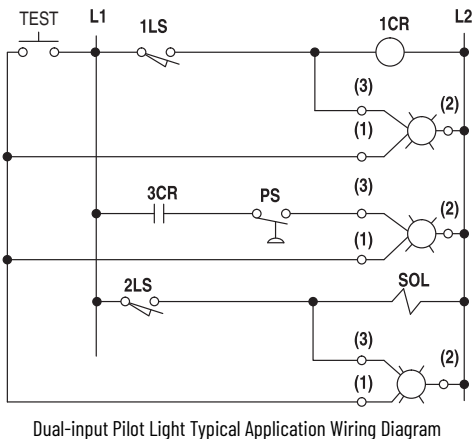 TEST L1 L2
1LS 1CR
(3)
(2)
(1)
3CR PS (3)
(2)
(1)
2LS SOL
(3)
(2)
(1)
Dual-input Pilot Light Typical Application Wiring Diagram